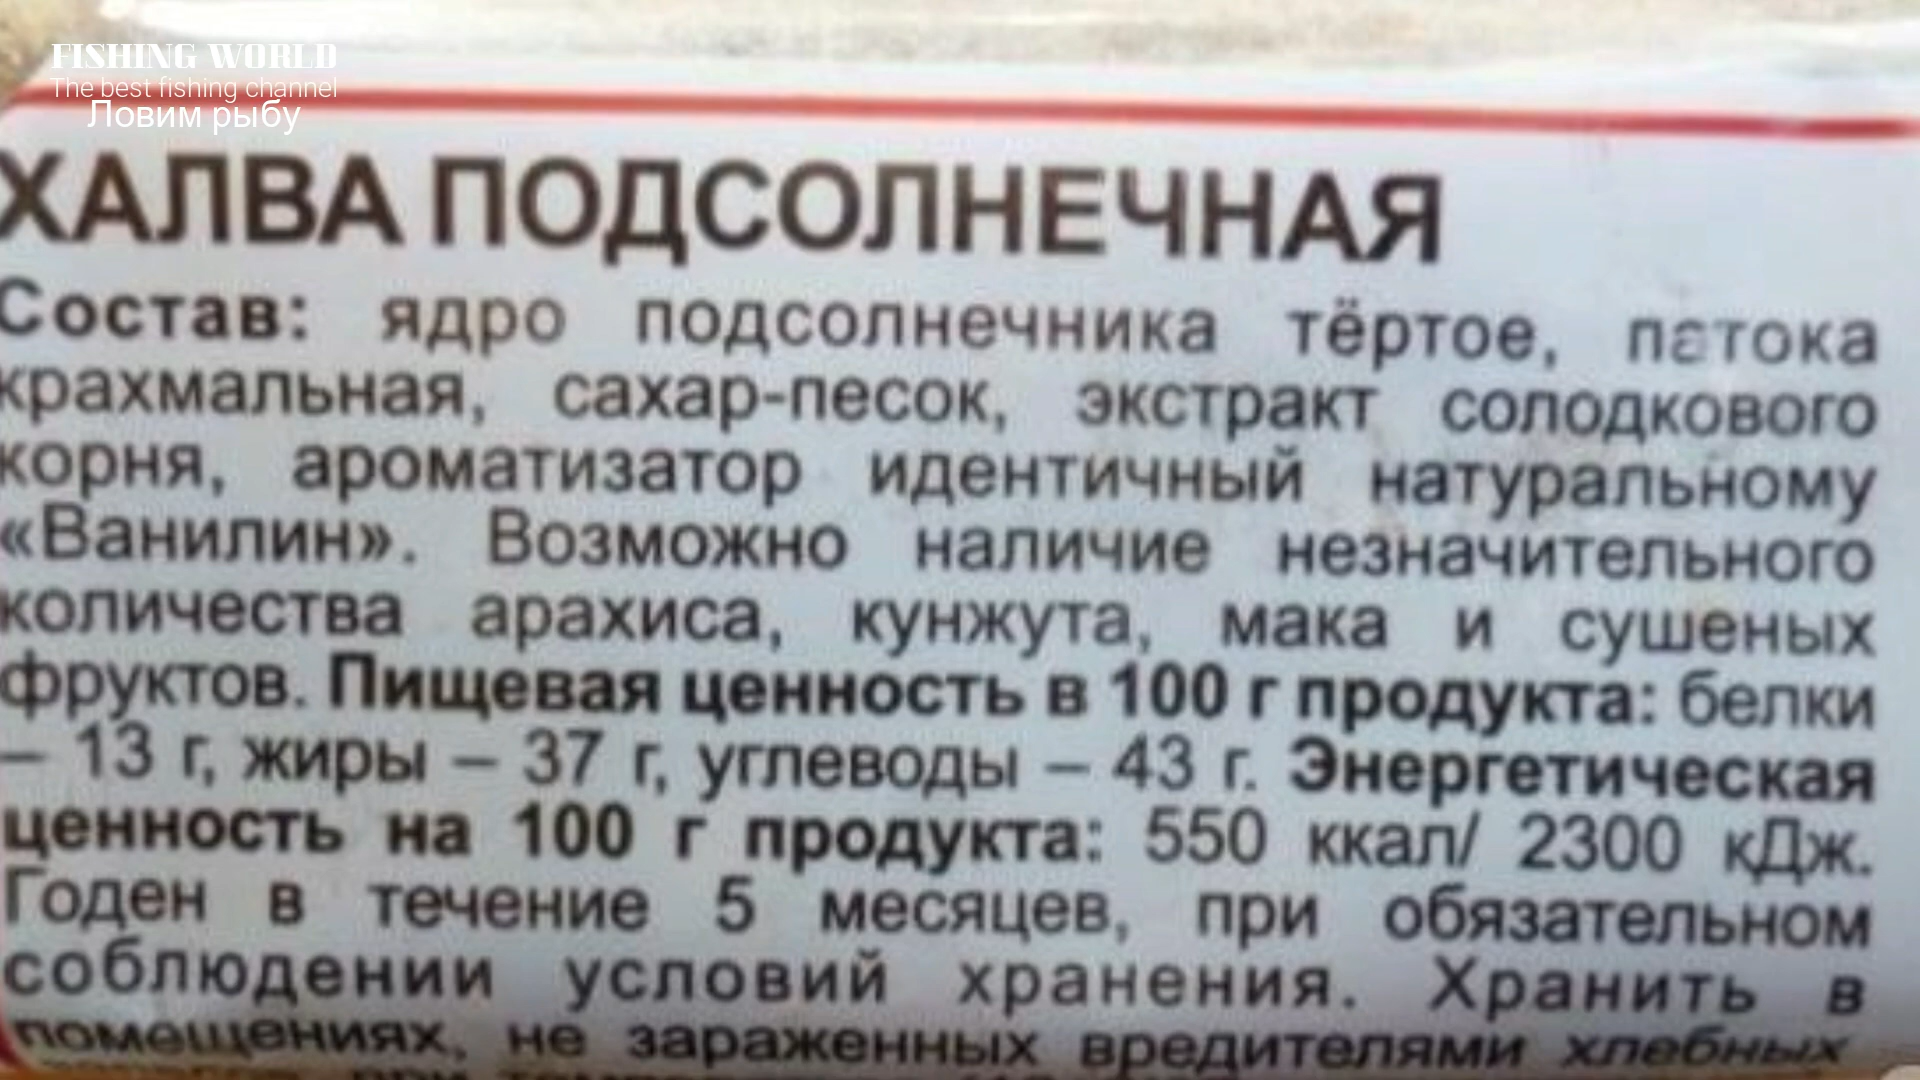 FISHING WORLD
The best fishing channel
Ловим рыбу
ХАЛВА ПОДСОЛНЕЧНАЯ
Состав: ядро подсолнечника тёртое, патока
крахмальная, сахар-песок, экстракт солодкового
корня, ароматизатор идентичный натуральному
«Ванилин». Возможно наличие незначительного
количества арахиса, кунжута, мака и сушеных
фруктов. Пищевая ценность в 100 г продукта: белки
– 13 г, жиры – 37 г, углеводы – 43 г. Энергетическая
ценность на 100 г продукта: 550 ккал/ 2300 кДж.
Годен в течение 5 месяцев, при обязательном
соблюдении условий хранения. Хранить в
помещениях, не зараженных вредителями хлебных